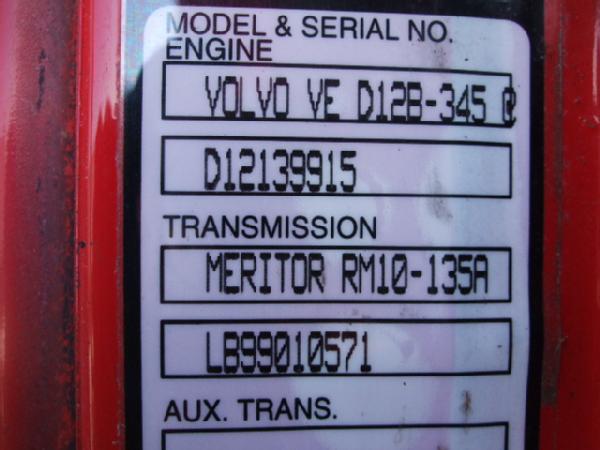 MODEL & SERIAL NO.
ENGINE
VOLVO VE D12B-345 @
D12139915
TRANSMISSION
MERITOR RM10-135A
LB99010571
AUX. TRANS.